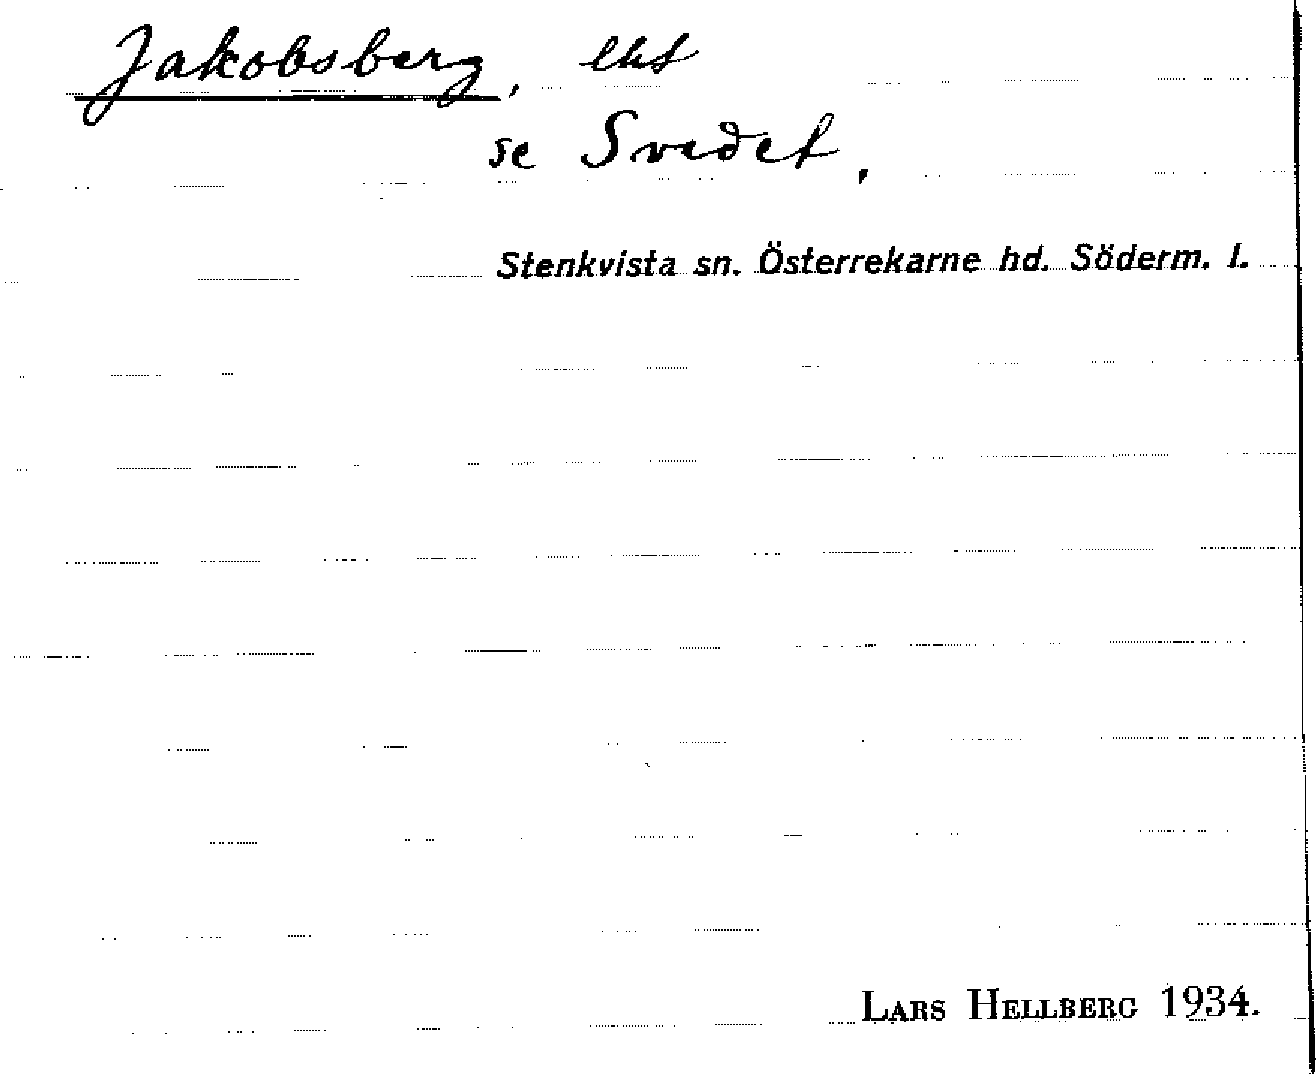 Jakobsberg, lht
se Svedet,
Stenkvista sn. Österrekarne hd. Söderm. l.
LARS HELLBERG 1934.